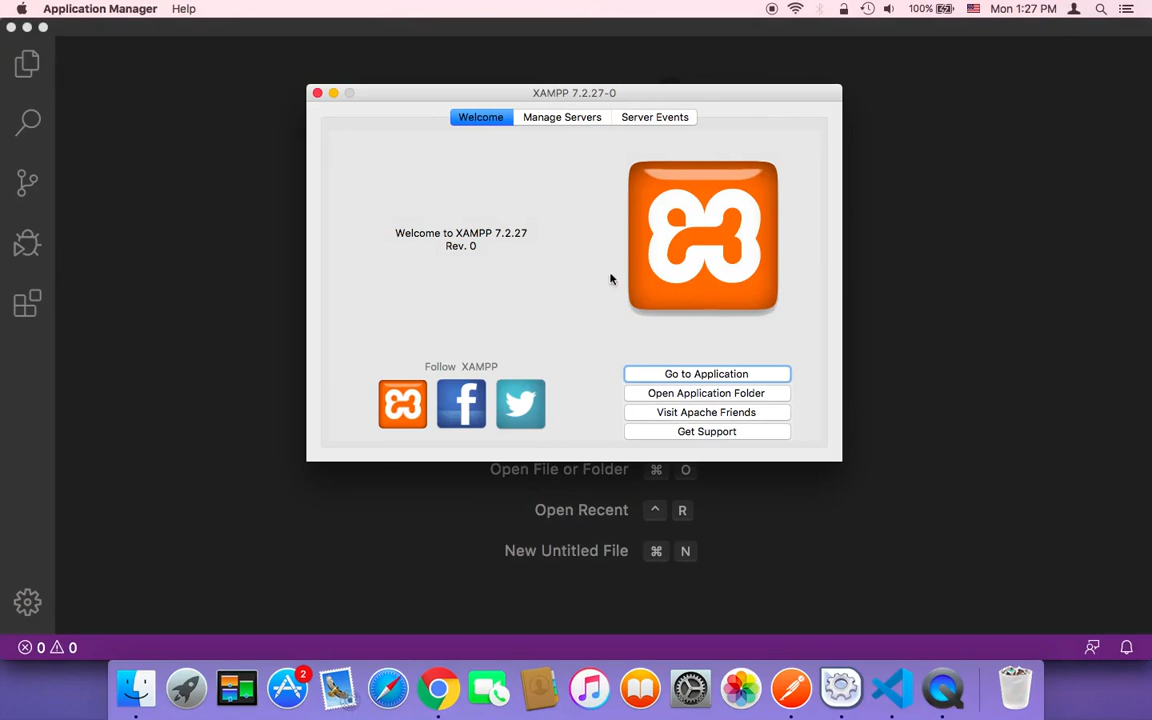 Application Manager Help 100% Mon 1:27 PM
XAMPP 7.2.27-0
Welcome Manage Servers Server Events
Welcome to XAMPP 7.2.27
Rev. 0
Follow XAMPP
Go to Application
Open Application Folder
Visit Apache Friends
Get Support
Open File or Folder ⌘ O
Open Recent ^ R
New Untitled File ⌘ N
0 0
2